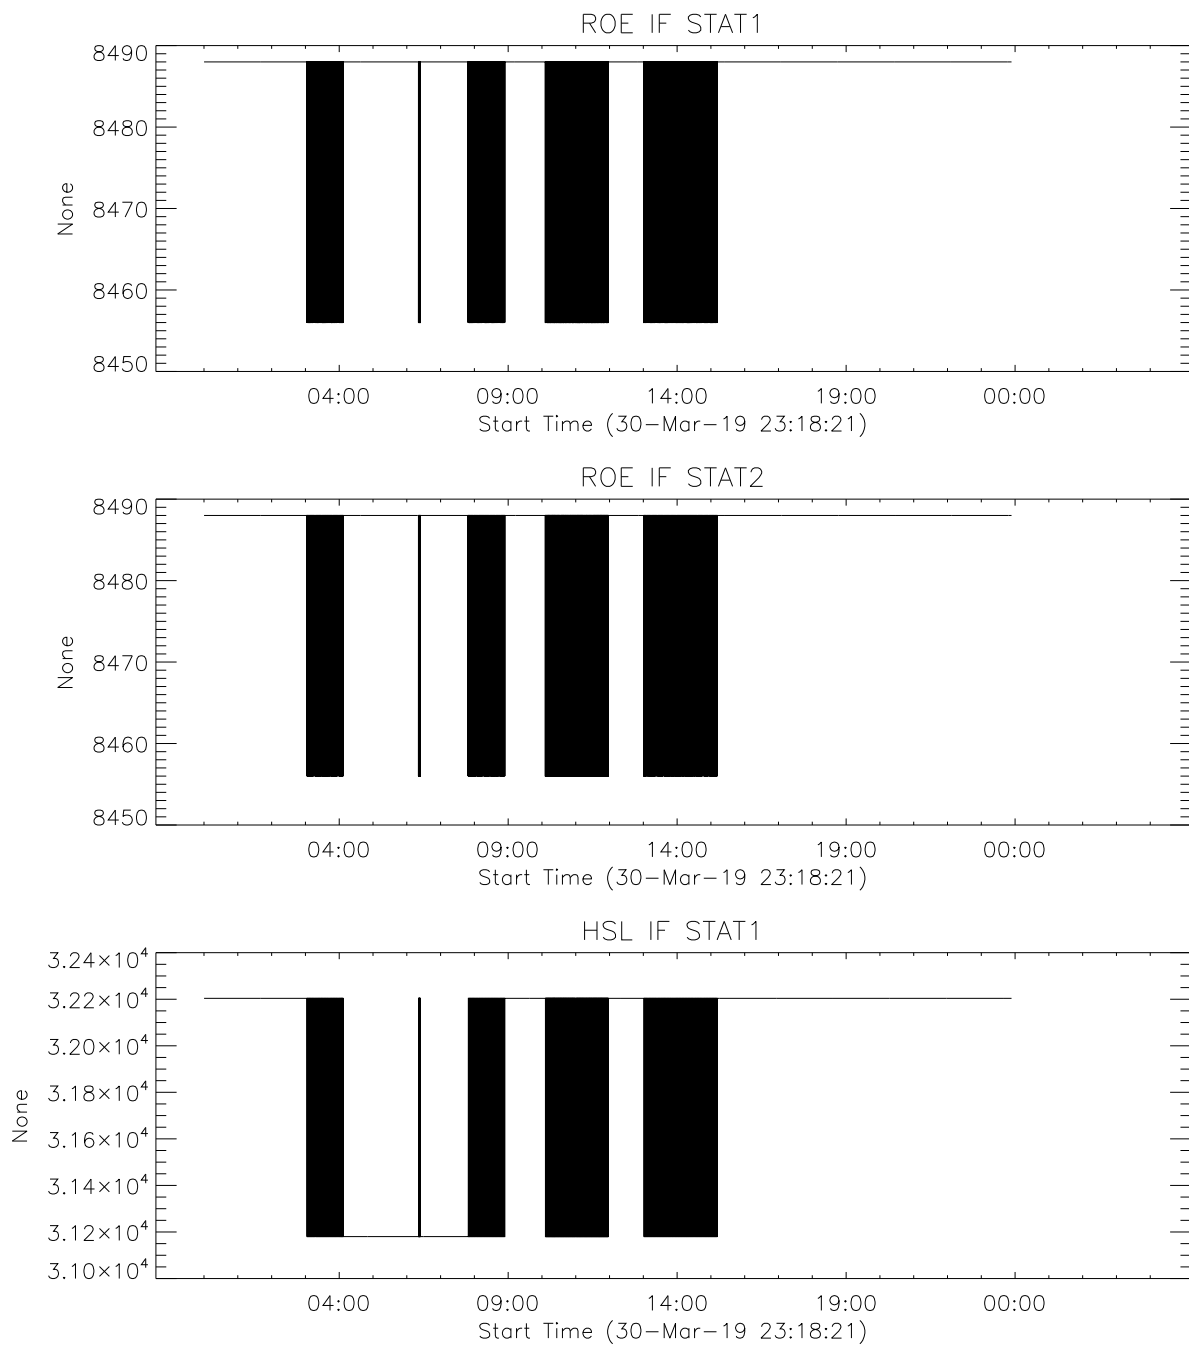 ROE IF STAT1
8490
8480
8470
8460
8450
None
04:00 09:00 14:00 19:00 00:00
Start Time (30-Mar-19 23:18:21)
ROE IF STAT2
8490
8480
8470
8460
8450
None
04:00 09:00 14:00 19:00 00:00
Start Time (30-Mar-19 23:18:21)
HSL IF STAT1
3.24×10⁴
3.22×10⁴
3.20×10⁴
3.18×10⁴
3.16×10⁴
3.14×10⁴
3.12×10⁴
3.10×10⁴
None
04:00 09:00 14:00 19:00 00:00
Start Time (30-Mar-19 23:18:21)